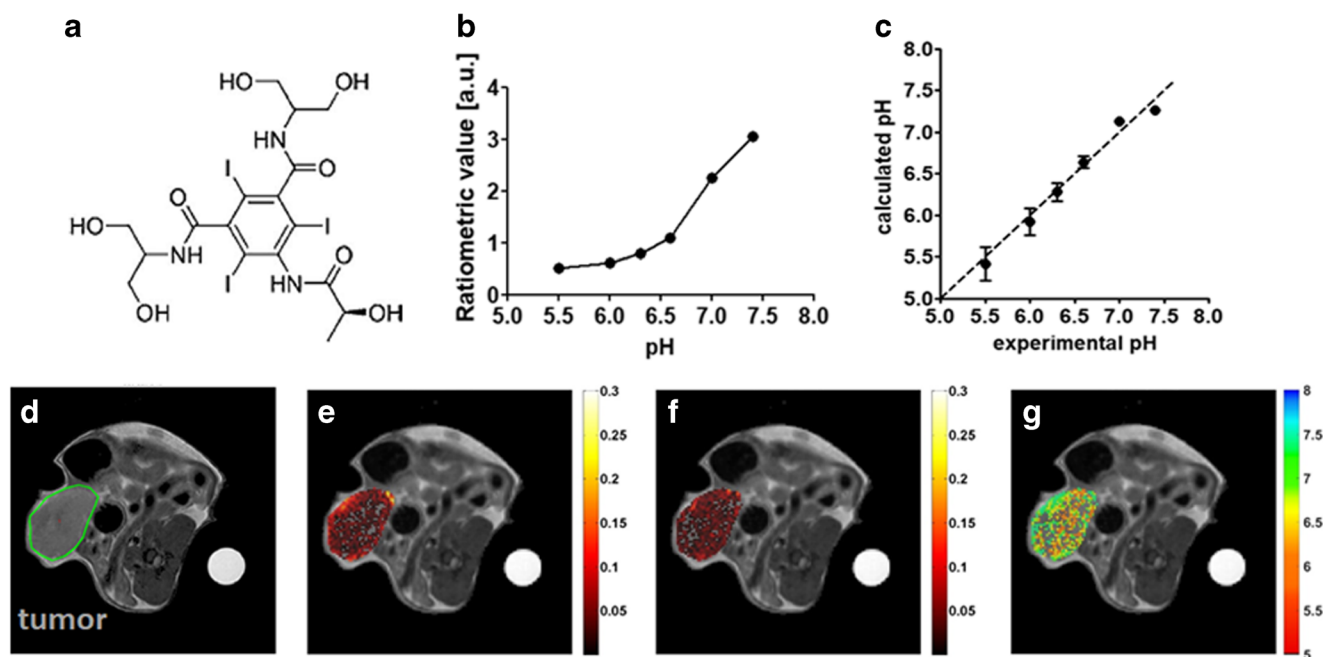 a
HO
OH
HN
O
I
O
HO
I
NH
I
NH
O
OH
OH
b
Ratiometric value [a.u.]
4
3
2
1
0
5.0 5.5 6.0 6.5 7.0 7.5 8.0
pH
c
calculated pH
8.0
7.5
7.0
6.5
6.0
5.5
5.0
5.0 5.5 6.0 6.5 7.0 7.5 8.0
experimental pH
d
tumor
e
0.3
0.25
0.2
0.15
0.1
0.05
f
0.3
0.25
0.2
0.15
0.1
0.05
g
8
7.5
7
6.5
6
5.5
5